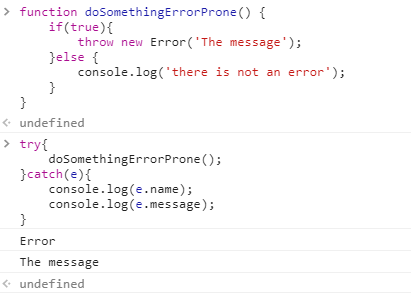 > function doSomethingErrorProne() {
    if(true){
        throw new Error('The message');
    }else {
        console.log('there is not an error');
    }
}
<· undefined
> try{
    doSomethingErrorProne();
}catch(e){
    console.log(e.name);
    console.log(e.message);
}
Error
The message
<· undefined